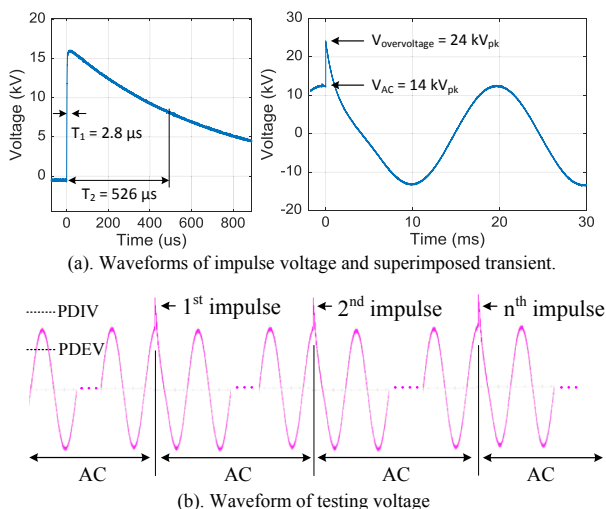 20
15
10
5
0
Voltage (kV)
T1 = 2.8 μs
T2 = 526 μs
0 200 400 600 800
Time (us)
30
20
10
0
-10
-20
Voltage (kV)
Vovervoltage = 24 kVpk
VAC = 14 kVpk
0 10 20 30
Time (ms)
(a). Waveforms of impulse voltage and superimposed transient.
PDIV
PDEV
1st impulse
2nd impulse
nth impulse
AC AC AC AC
(b). Waveform of testing voltage